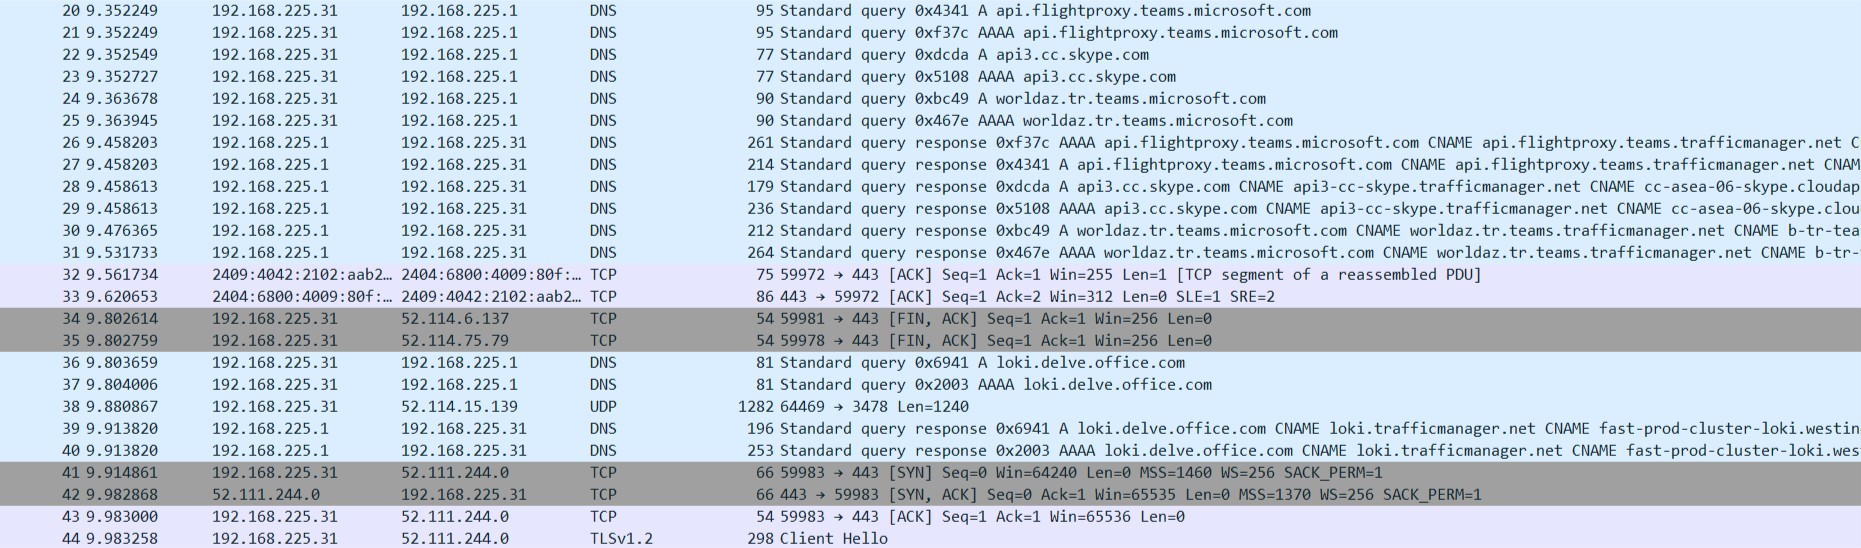 20 9.352249 192.168.225.31 192.168.225.1 DNS 95 Standard query 0x4341 A api.flightproxy.teams.microsoft.com
21 9.352249 192.168.225.31 192.168.225.1 DNS 95 Standard query 0xf37c AAAA api.flightproxy.teams.microsoft.com
22 9.352549 192.168.225.31 192.168.225.1 DNS 77 Standard query 0xdcda A api3.cc.skype.com
23 9.352727 192.168.225.31 192.168.225.1 DNS 77 Standard query 0x5108 AAAA api3.cc.skype.com
24 9.363678 192.168.225.31 192.168.225.1 DNS 90 Standard query 0xbc49 A worldaz.tr.teams.microsoft.com
25 9.363945 192.168.225.31 192.168.225.1 DNS 90 Standard query 0x467e AAAA worldaz.tr.teams.microsoft.com
26 9.458203 192.168.225.1 192.168.225.31 DNS 261 Standard query response 0xf37c AAAA api.flightproxy.teams.microsoft.com CNAME api.flightproxy.teams.trafficmanager.net C
27 9.458203 192.168.225.1 192.168.225.31 DNS 214 Standard query response 0x4341 A api.flightproxy.teams.microsoft.com CNAME api.flightproxy.teams.trafficmanager.net CNAM
28 9.458613 192.168.225.1 192.168.225.31 DNS 179 Standard query response 0xdcda A api3.cc.skype.com CNAME api3-cc-skype.trafficmanager.net CNAME cc-asea-06-skype.cloudap
29 9.458613 192.168.225.1 192.168.225.31 DNS 236 Standard query response 0x5108 AAAA api3.cc.skype.com CNAME api3-cc-skype.trafficmanager.net CNAME cc-asea-06-skype.clou
30 9.476365 192.168.225.1 192.168.225.31 DNS 212 Standard query response 0xbc49 A worldaz.tr.teams.microsoft.com CNAME worldaz.tr.teams.trafficmanager.net CNAME b-tr-tea
31 9.531733 192.168.225.1 192.168.225.31 DNS 264 Standard query response 0x467e AAAA worldaz.tr.teams.microsoft.com CNAME worldaz.tr.teams.trafficmanager.net CNAME b-tr-
32 9.561734 2409:4042:2102:aab2… 2404:6800:4009:80f:… TCP 75 59972 → 443 [ACK] Seq=1 Ack=1 Win=255 Len=1 [TCP segment of a reassembled PDU]
33 9.620653 2404:6800:4009:80f:… 2409:4042:2102:aab2… TCP 86 443 → 59972 [ACK] Seq=1 Ack=2 Win=312 Len=0 SLE=1 SRE=2
34 9.802614 192.168.225.31 52.114.6.137 TCP 54 59981 → 443 [FIN, ACK] Seq=1 Ack=1 Win=256 Len=0
35 9.802759 192.168.225.31 52.114.75.79 TCP 54 59978 → 443 [FIN, ACK] Seq=1 Ack=1 Win=256 Len=0
36 9.803659 192.168.225.31 192.168.225.1 DNS 81 Standard query 0x6941 A loki.delve.office.com
37 9.804006 192.168.225.31 192.168.225.1 DNS 81 Standard query 0x2003 AAAA loki.delve.office.com
38 9.880867 192.168.225.31 52.114.15.139 UDP 1282 64469 → 3478 Len=1240
39 9.913820 192.168.225.1 192.168.225.31 DNS 196 Standard query response 0x6941 A loki.delve.office.com CNAME loki.trafficmanager.net CNAME fast-prod-cluster-loki.westin
40 9.913820 192.168.225.1 192.168.225.31 DNS 253 Standard query response 0x2003 AAAA loki.delve.office.com CNAME loki.trafficmanager.net CNAME fast-prod-cluster-loki.wes
41 9.914861 192.168.225.31 52.111.244.0 TCP 66 59983 → 443 [SYN] Seq=0 Win=64240 Len=0 MSS=1460 WS=256 SACK_PERM=1
42 9.982868 52.111.244.0 192.168.225.31 TCP 66 443 → 59983 [SYN, ACK] Seq=0 Ack=1 Win=65535 Len=0 MSS=1370 WS=256 SACK_PERM=1
43 9.983000 192.168.225.31 52.111.244.0 TCP 54 59983 → 443 [ACK] Seq=1 Ack=1 Win=65536 Len=0
44 9.983258 192.168.225.31 52.111.244.0 TLSv1.2 298 Client Hello